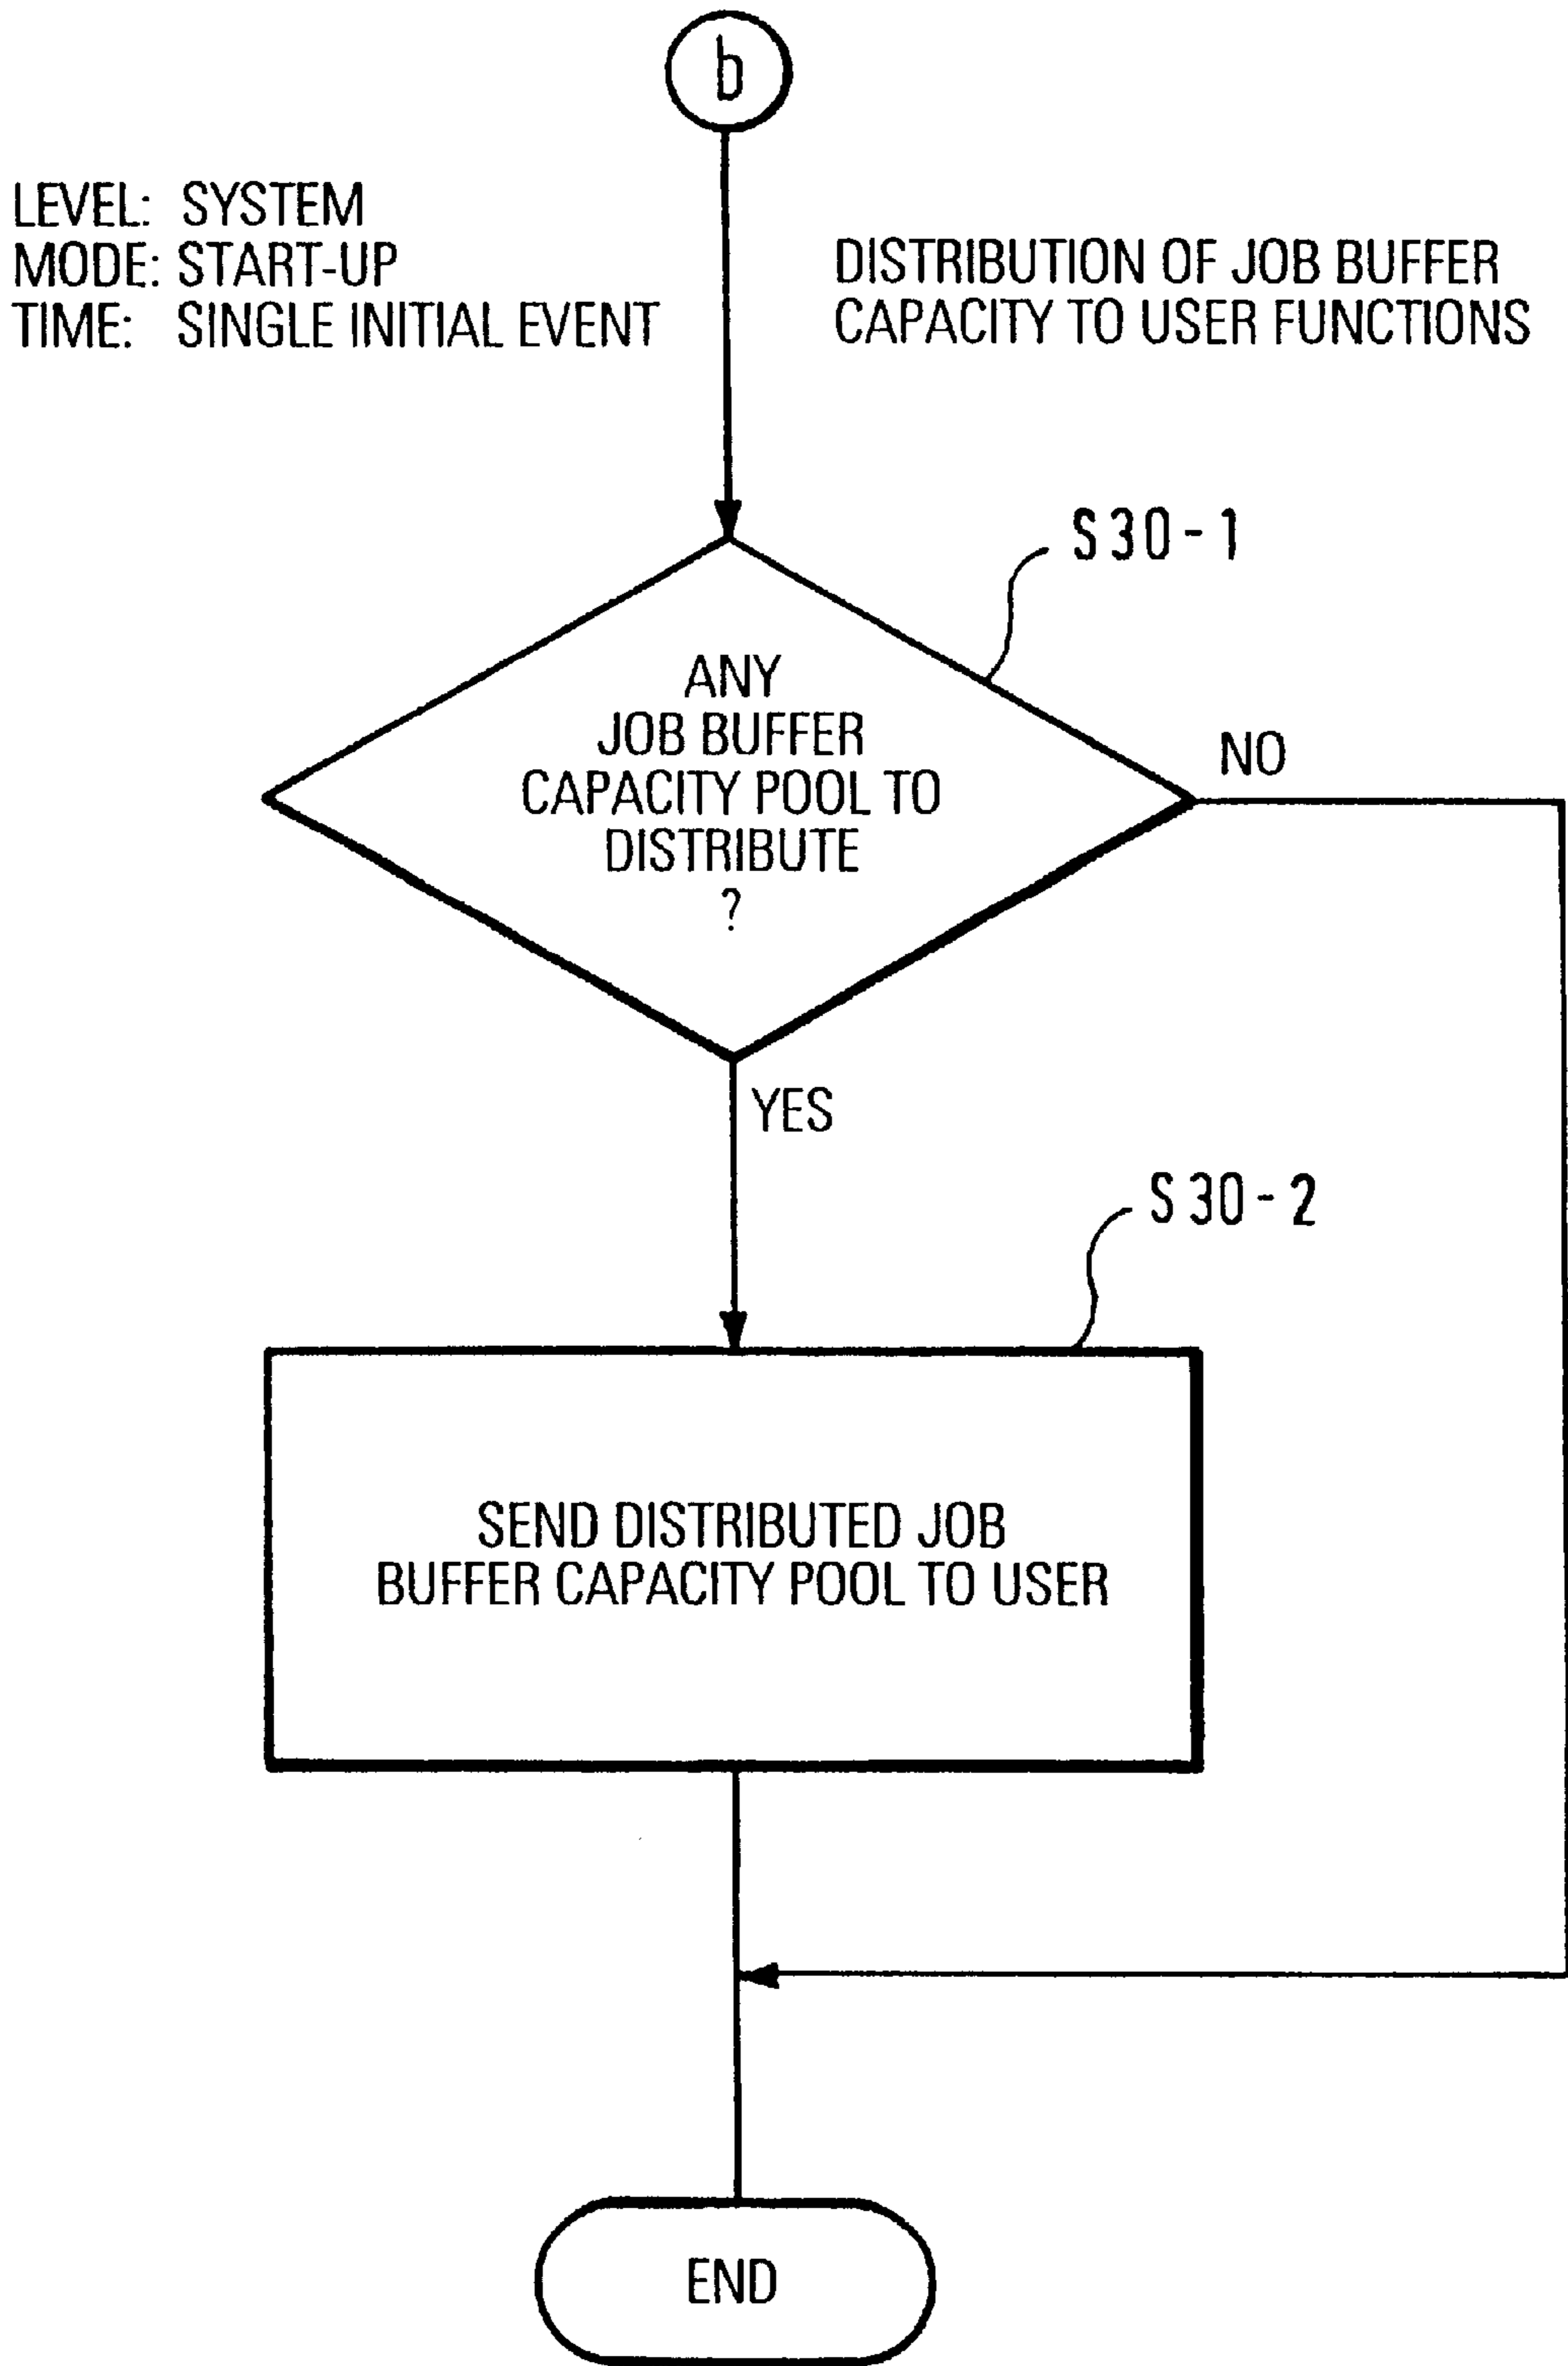 b
LEVEL: SYSTEM
MODE: START-UP
TIME: SINGLE INITIAL EVENT
DISTRIBUTION OF JOB BUFFER
CAPACITY TO USER FUNCTIONS
S30-1
ANY
JOB BUFFER
CAPACITY POOL TO
DISTRIBUTE
?
NO
YES
S30-2
SEND DISTRIBUTED JOB
BUFFER CAPACITY POOL TO USER
END